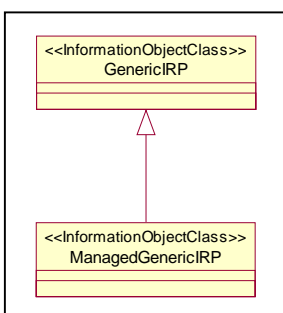 <<InformationObjectClass>>
GenericIRP
<<InformationObjectClass>>
ManagedGenericIRP